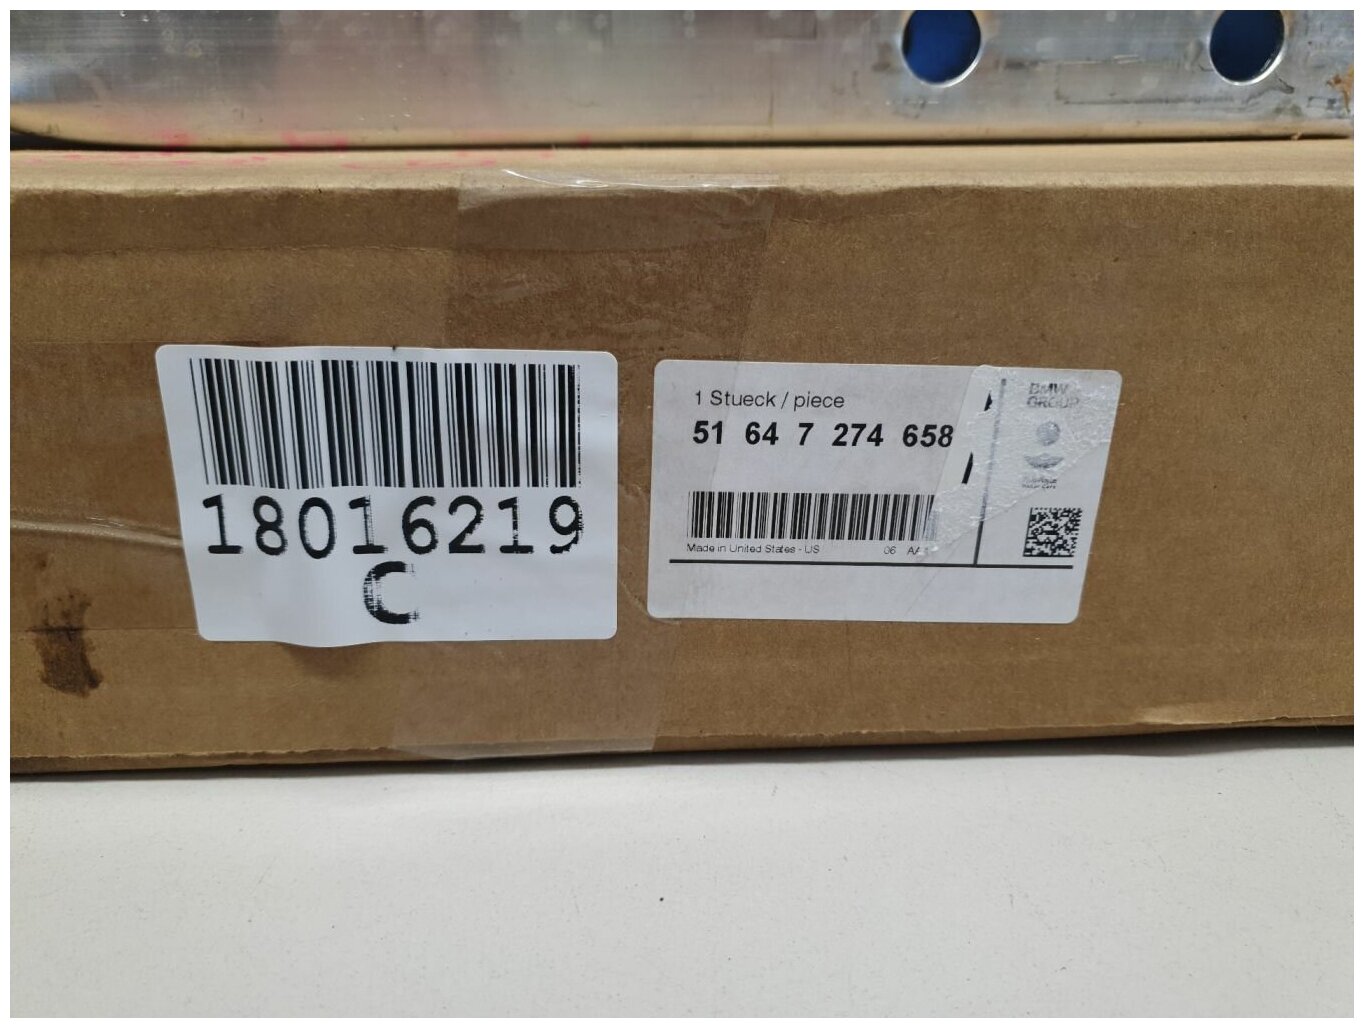 18016219
C
1 Stueck / piece
51 64 7 274 658
Made in United States - US 06
BMW
GROUP